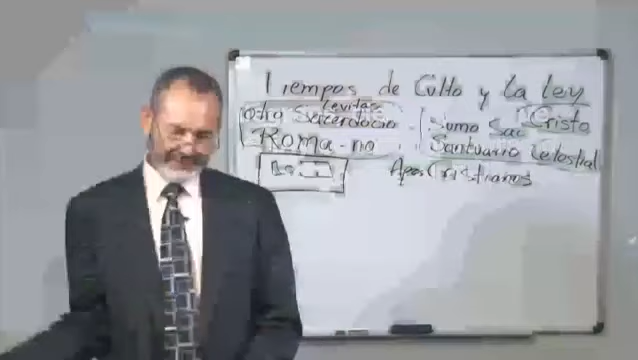 Tiempos de Culto y La Ley
Levitas Cristo
otro Sacerdocio Sumo Sac
Roma-no Santuario Celestial
Apos Cristianos